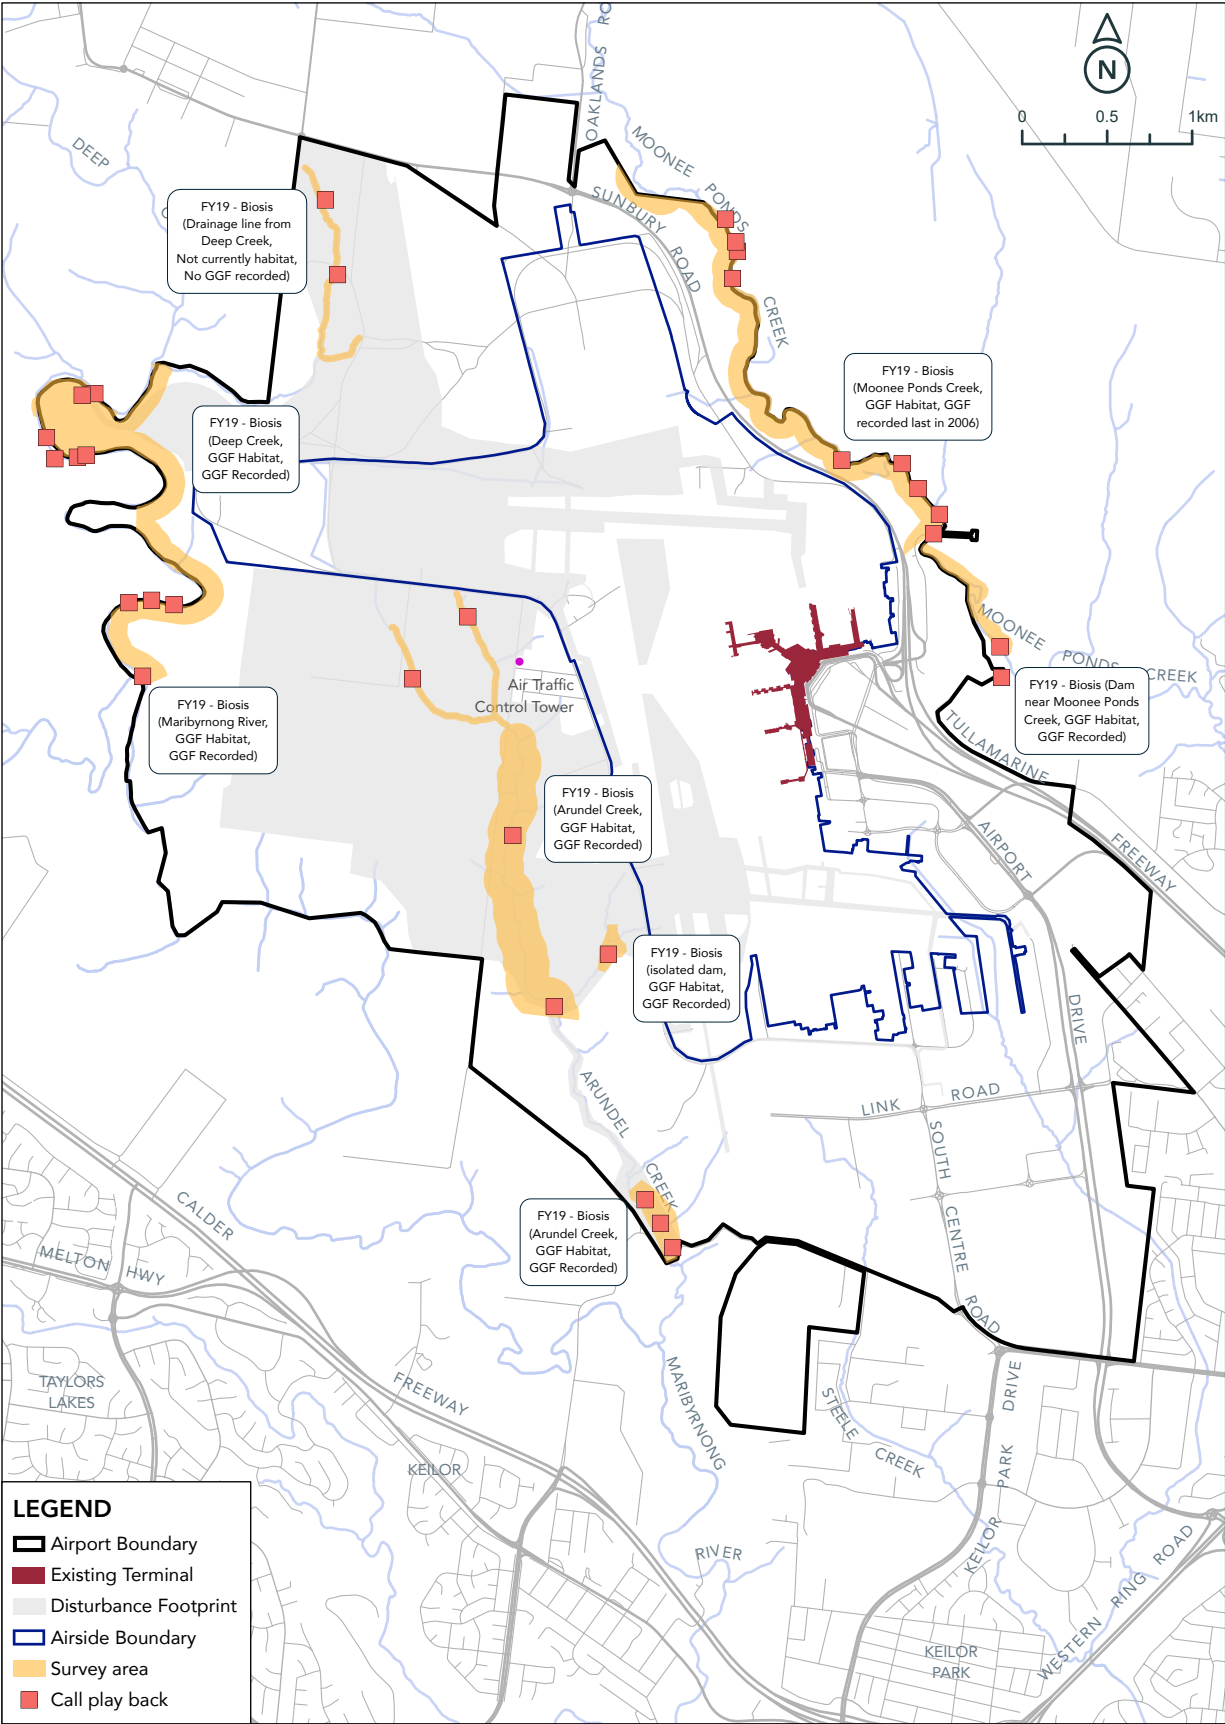 OAKLANDS RO
N
0 0.5 1km
DEEP
C
MOONEE PONDS
CREEK
SUNBURY ROAD
FY19 - Biosis
(Drainage line from
Deep Creek,
Not currently habitat,
No GGF recorded)
FY19 - Biosis
(Moonee Ponds Creek,
GGF Habitat, GGF
recorded last in 2006)
FY19 - Biosis
(Deep Creek,
GGF Habitat,
GGF Recorded)
MOONEE PONDS CREEK
Air Traffic
Control Tower
FY19 - Biosis
(Maribyrnong River,
GGF Habitat,
GGF Recorded)
FY19 - Biosis (Dam
near Moonee Ponds
Creek, GGF Habitat,
GGF Recorded)
TULLAMARINE
FREEWAY
FY19 - Biosis
(Arundel Creek,
GGF Habitat,
GGF Recorded)
AIRPORT
DRIVE
FY19 - Biosis
(isolated dam,
GGF Habitat,
GGF Recorded)
ARUNDEL
CREEK
LINK ROAD
SOUTH
CENTRE
ROAD
FY19 - Biosis
(Arundel Creek,
GGF Habitat,
GGF Recorded)
CALDER
FREEWAY
MELTON HWY
TAYLORS
LAKES
KEILOR
MARIBYRNONG
RIVER
STEELE
CREEK
KEILOR PARK DRIVE
KEILOR
PARK
WESTERN RING ROAD
LEGEND
Airport Boundary
Existing Terminal
Disturbance Footprint
Airside Boundary
Survey area
Call play back